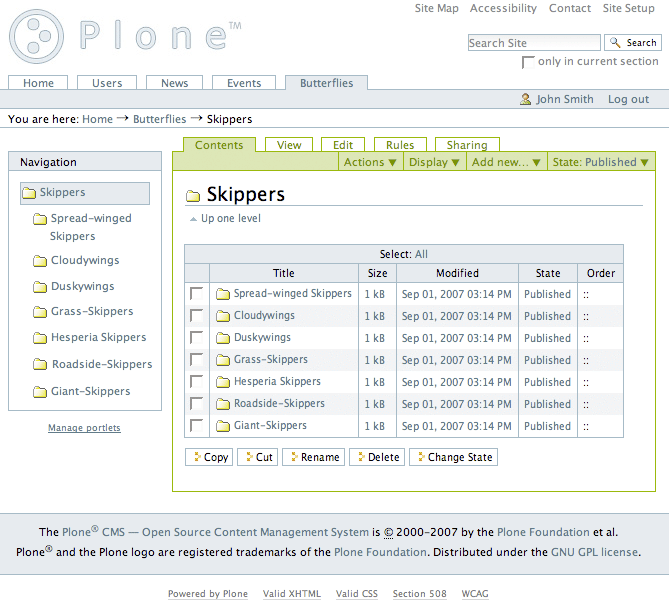 Site Map Accessibility Contact Site Setup
Plone™
Search Site Search
only in current section
Home Users News Events Butterflies
John Smith Log out
You are here: Home → Butterflies → Skippers
Navigation
Skippers
Spread-winged
Skippers
Cloudywings
Duskywings
Grass-Skippers
Hesperia Skippers
Roadside-Skippers
Giant-Skippers
Manage portlets
Contents View Edit Rules Sharing
Actions ▼ Display ▼ Add new... ▼ State: Published ▼
Skippers
Up one level
Select: All
Title Size Modified State Order
Spread-winged Skippers 1 kB Sep 01, 2007 03:14 PM Published ::
Cloudywings 1 kB Sep 01, 2007 03:14 PM Published ::
Duskywings 1 kB Sep 01, 2007 03:14 PM Published ::
Grass-Skippers 1 kB Sep 01, 2007 03:14 PM Published ::
Hesperia Skippers 1 kB Sep 01, 2007 03:14 PM Published ::
Roadside-Skippers 1 kB Sep 01, 2007 03:14 PM Published ::
Giant-Skippers 1 kB Sep 01, 2007 03:14 PM Published ::
Copy Cut Rename Delete Change State
The Plone® CMS — Open Source Content Management System is © 2000-2007 by the Plone Foundation et al.
Plone® and the Plone logo are registered trademarks of the Plone Foundation. Distributed under the GNU GPL license.
Powered by Plone Valid XHTML Valid CSS Section 508 WCAG